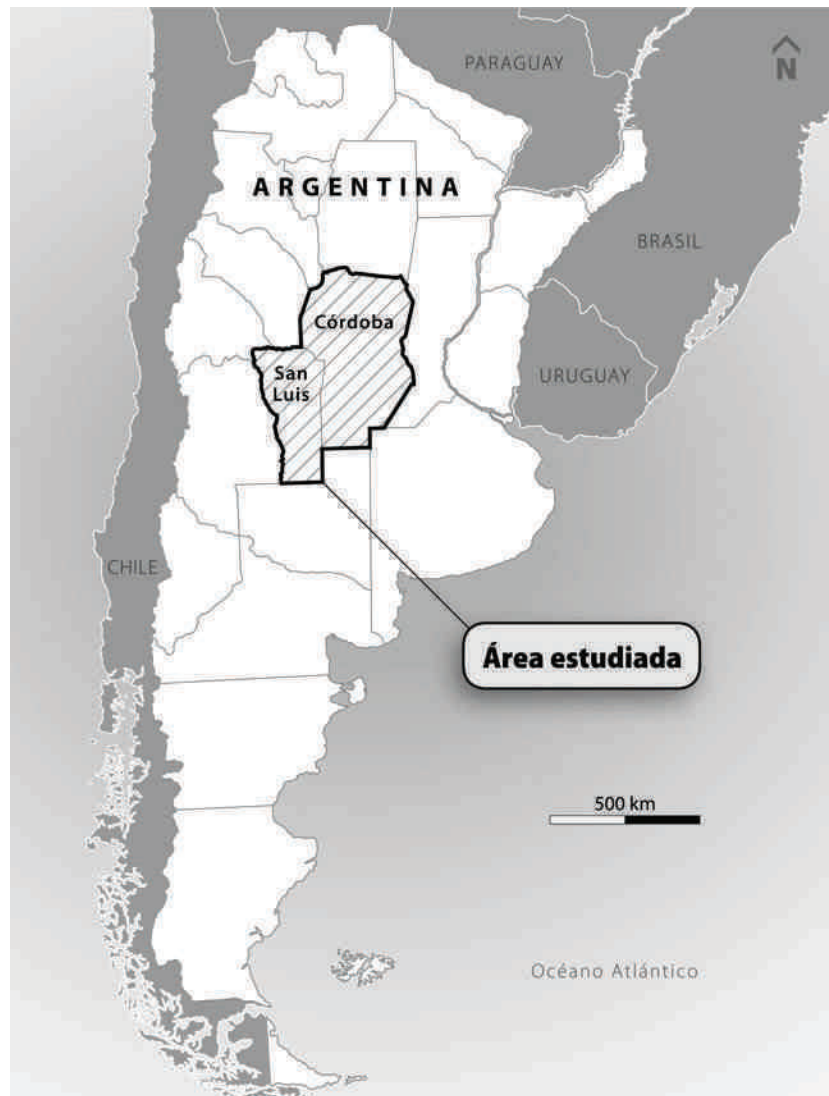 PARAGUAY
N
ARGENTINA
BRASIL
Córdoba
San
Luis
URUGUAY
CHILE
Área estudiada
500 km
Océano Atlántico